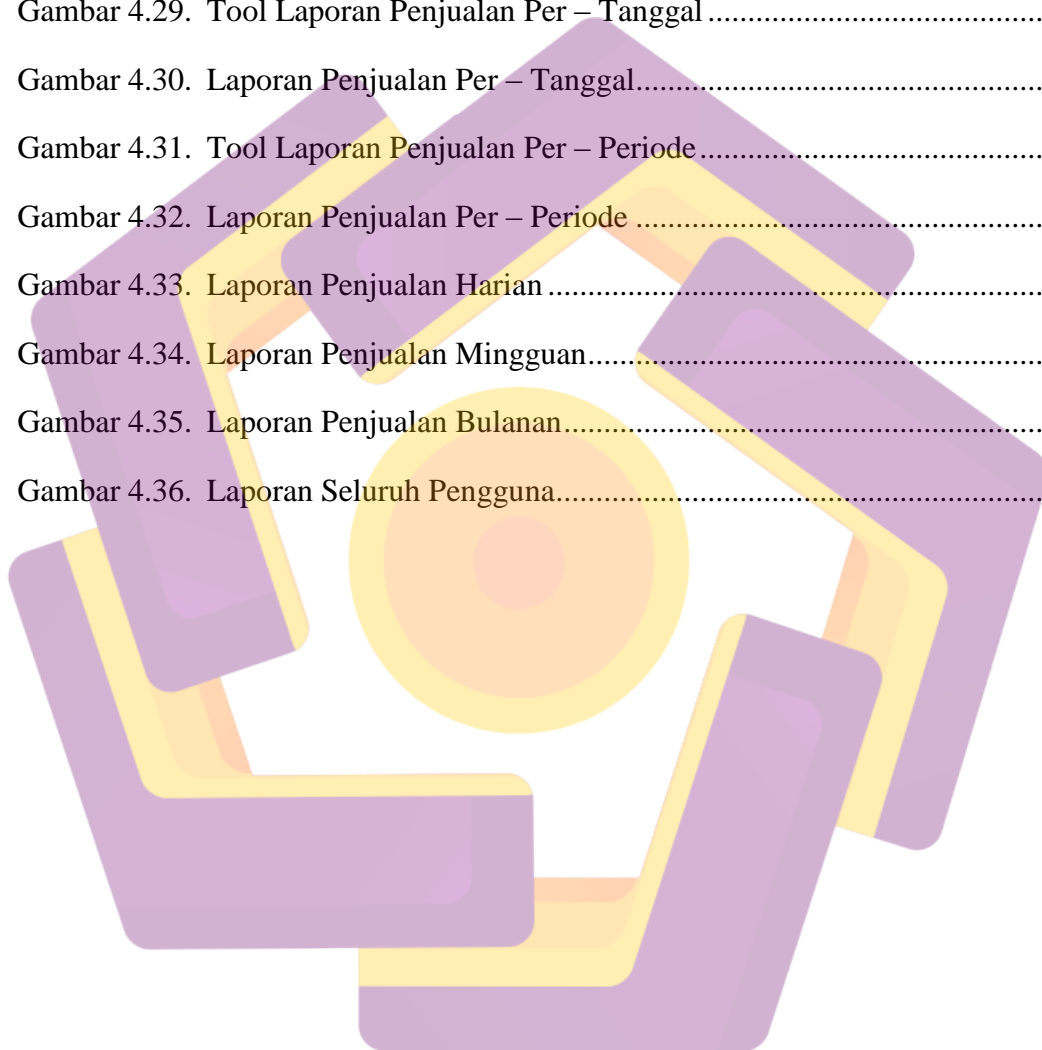 Gambar 4.29. Tool Laporan Penjualan Per – Tanggal ..........................................
Gambar 4.30. Laporan Penjualan Per – Tanggal..................................................
Gambar 4.31. Tool Laporan Penjualan Per – Periode ...........................................
Gambar 4.32. Laporan Penjualan Per – Periode ..................................................
Gambar 4.33. Laporan Penjualan Harian .............................................................
Gambar 4.34. Laporan Penjualan Mingguan........................................................
Gambar 4.35. Laporan Penjualan Bulanan...........................................................
Gambar 4.36. Laporan Seluruh Pengguna............................................................